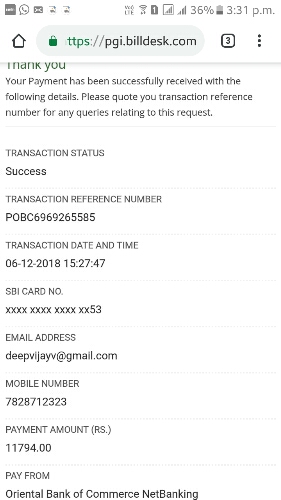 36% 3:31 p.m.
ttps://pgi.billdesk.com 3
Thank you
Your Payment has been successfully received with the
following details. Please quote you transaction reference
number for any queries relating to this request.
TRANSACTION STATUS
Success
TRANSACTION REFERENCE NUMBER
POBC6969265585
TRANSACTION DATE AND TIME
06-12-2018 15:27:47
SBI CARD NO.
xxxx xxxx xxxx xx53
EMAIL ADDRESS
deepvijayv@gmail.com
MOBILE NUMBER
7828712323
PAYMENT AMOUNT (RS.)
11794.00
PAY FROM
Oriental Bank of Commerce NetBanking